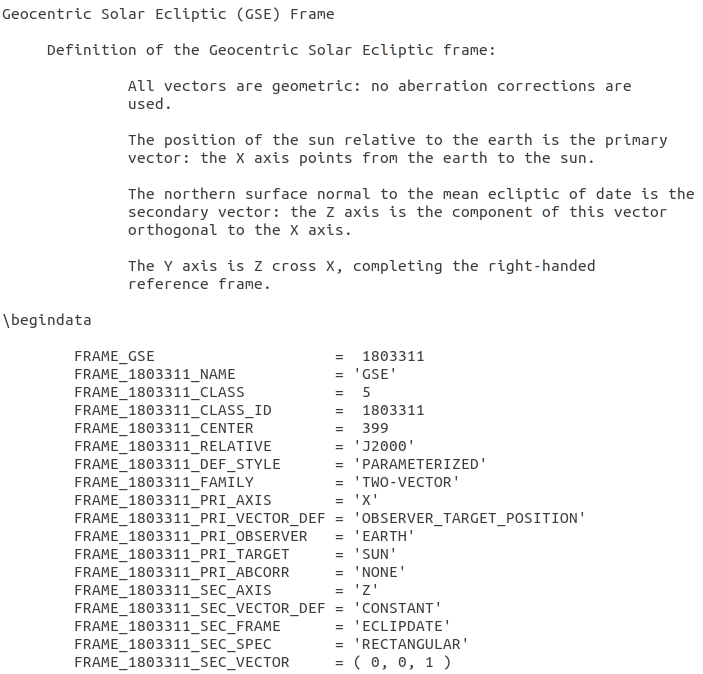 Geocentric Solar Ecliptic (GSE) Frame
Definition of the Geocentric Solar Ecliptic frame:
All vectors are geometric: no aberration corrections are
used.
The position of the sun relative to the earth is the primary
vector: the X axis points from the earth to the sun.
The northern surface normal to the mean ecliptic of date is the
secondary vector: the Z axis is the component of this vector
orthogonal to the X axis.
The Y axis is Z cross X, completing the right-handed
reference frame.
\begindata
FRAME_GSE = 1803311
FRAME_1803311_NAME = 'GSE'
FRAME_1803311_CLASS = 5
FRAME_1803311_CLASS_ID = 1803311
FRAME_1803311_CENTER = 399
FRAME_1803311_RELATIVE = 'J2000'
FRAME_1803311_DEF_STYLE = 'PARAMETERIZED'
FRAME_1803311_FAMILY = 'TWO-VECTOR'
FRAME_1803311_PRI_AXIS = 'X'
FRAME_1803311_PRI_VECTOR_DEF = 'OBSERVER_TARGET_POSITION'
FRAME_1803311_PRI_OBSERVER = 'EARTH'
FRAME_1803311_PRI_TARGET = 'SUN'
FRAME_1803311_PRI_ABCORR = 'NONE'
FRAME_1803311_SEC_AXIS = 'Z'
FRAME_1803311_SEC_VECTOR_DEF = 'CONSTANT'
FRAME_1803311_SEC_FRAME = 'ECLIPDATE'
FRAME_1803311_SEC_SPEC = 'RECTANGULAR'
FRAME_1803311_SEC_VECTOR = ( 0, 0, 1 )